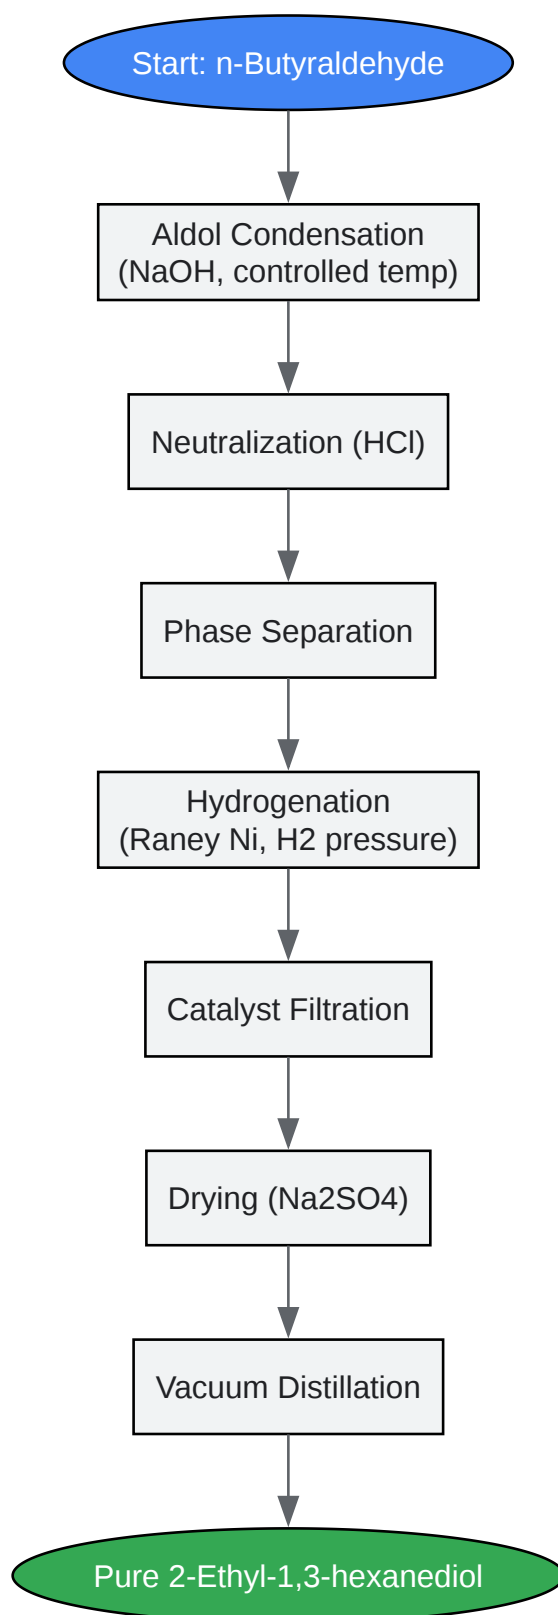 Start: n-Butyraldehyde
Aldol Condensation
(NaOH, controlled temp)
Neutralization (HCl)
Phase Separation
Hydrogenation
(Raney Ni, H2 pressure)
Catalyst Filtration
Drying (Na2SO4)
Vacuum Distillation
Pure 2-Ethyl-1,3-hexanediol